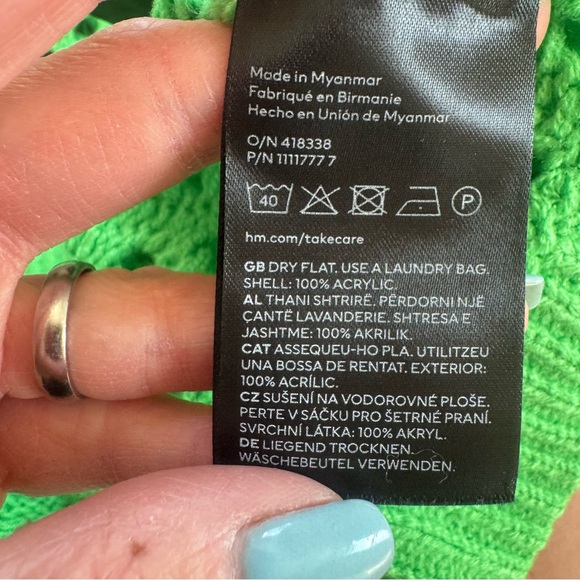 Made in Myanmar
Fabriqué en Birmanie
Hecho en Unión de Myanmar
O/N 418338
P/N 1111777 7
40 P
hm.com/takecare
GB DRY FLAT. USE A LAUNDRY BAG.
SHELL: 100% ACRYLIC.
AL THANI SHTRIRË. PËRDORNI NJË
ÇANTË LAVANDERIE. SHTRESA E
JASHTME: 100% AKRILIK.
CAT ASSEQUEU-HO PLA. UTILITZEU
UNA BOSSA DE RENTAT. EXTERIOR:
100% ACRÍLIC.
CZ SUŠENÍ NA VODOROVNÉ PLOŠE.
PERTE V SÁČKU PRO ŠETRNÉ PRANÍ.
SVRCHNÍ LÁTKA: 100% AKRYL.
DE LIEGEND TROCKNEN.
WÄSCHEBEUTEL VERWENDEN.